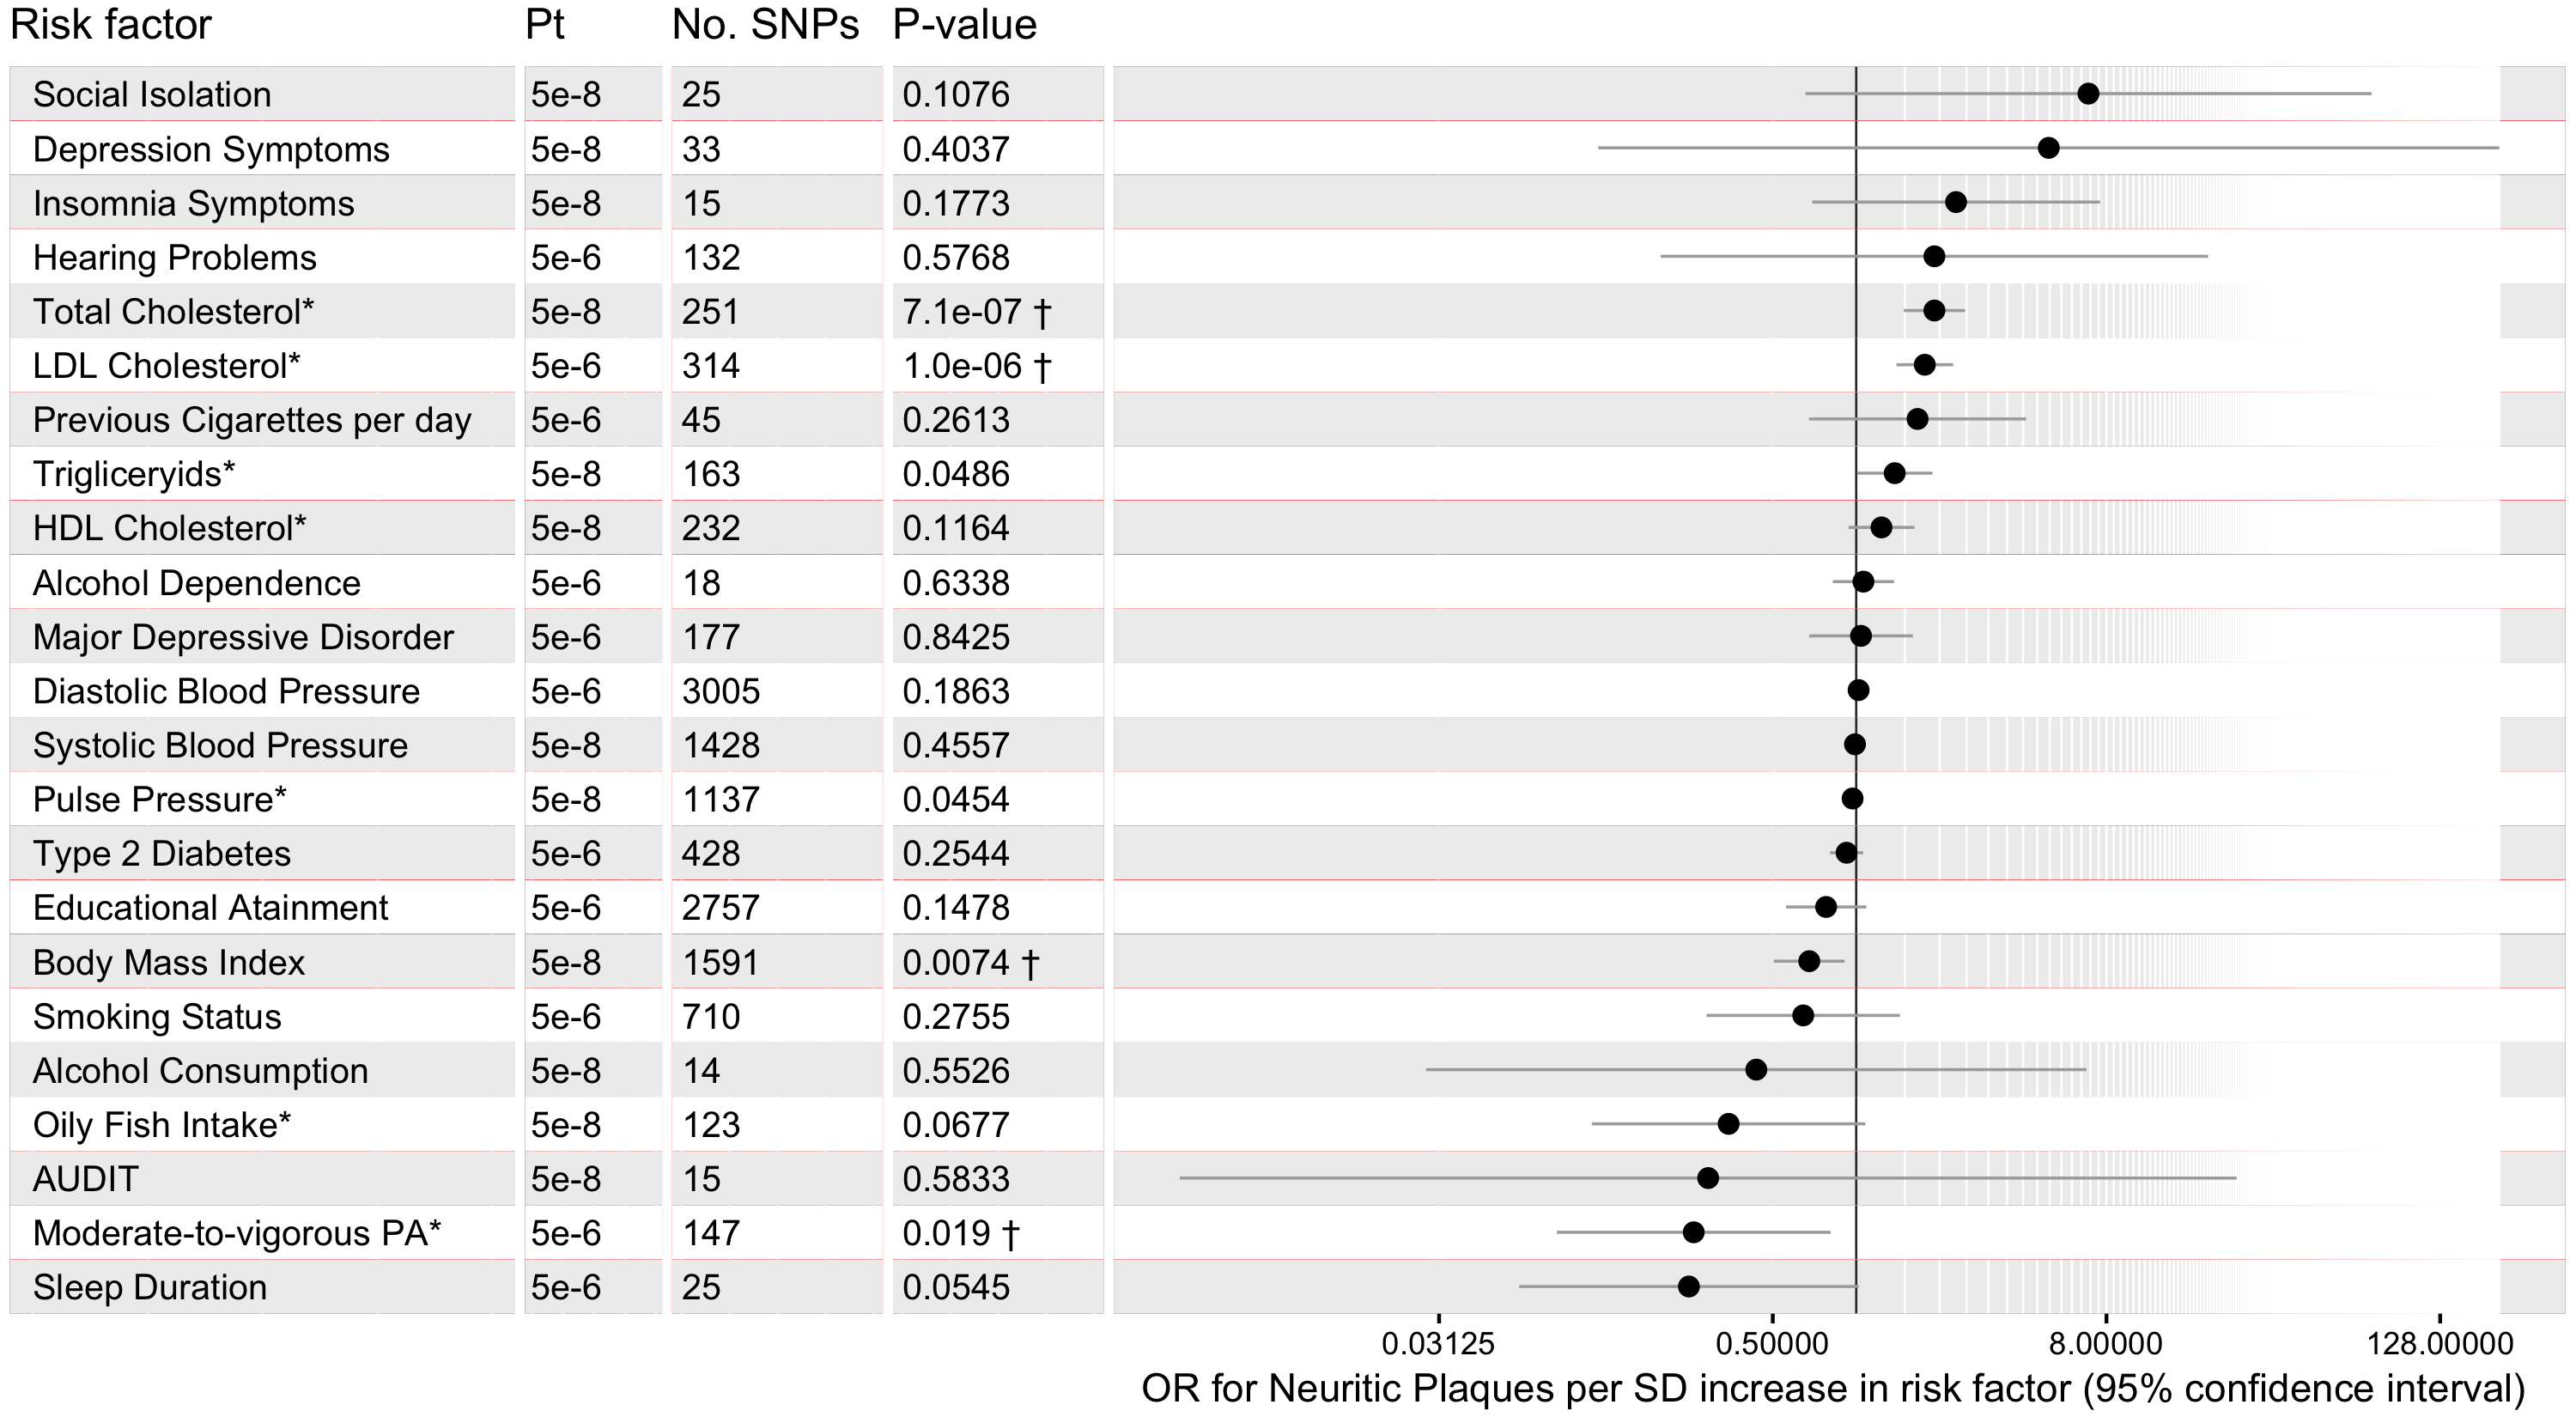 Risk factor Pt No. SNPs P-value
Social Isolation 5e-8 25 0.1076
Depression Symptoms 5e-8 33 0.4037
Insomnia Symptoms 5e-8 15 0.1773
Hearing Problems 5e-6 132 0.5768
Total Cholesterol* 5e-8 251 7.1e-07 †
LDL Cholesterol* 5e-6 314 1.0e-06 †
Previous Cigarettes per day 5e-6 45 0.2613
Trigliceryids* 5e-8 163 0.0486
HDL Cholesterol* 5e-8 232 0.1164
Alcohol Dependence 5e-6 18 0.6338
Major Depressive Disorder 5e-6 177 0.8425
Diastolic Blood Pressure 5e-6 3005 0.1863
Systolic Blood Pressure 5e-8 1428 0.4557
Pulse Pressure* 5e-8 1137 0.0454
Type 2 Diabetes 5e-6 428 0.2544
Educational Atainment 5e-6 2757 0.1478
Body Mass Index 5e-8 1591 0.0074 †
Smoking Status 5e-6 710 0.2755
Alcohol Consumption 5e-8 14 0.5526
Oily Fish Intake* 5e-8 123 0.0677
AUDIT 5e-8 15 0.5833
Moderate-to-vigorous PA* 5e-6 147 0.019 †
Sleep Duration 5e-6 25 0.0545
0.03125 0.50000 8.00000 128.00000
OR for Neuritic Plaques per SD increase in risk factor (95% confidence interval)